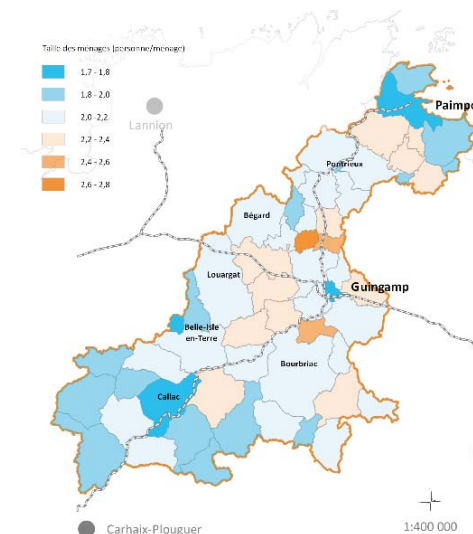 Taille des ménages (personne/ménage)
1,7 - 1,8
1,8 - 2,0
2,0 - 2,2
2,2 - 2,4
2,4 - 2,6
2,6 - 2,8
Lannion
Paimpo
Pontrieux
Bégard
Louargat
Guingamp
Belle-Isle
en-Terre
Bourbriac
Callac
Carhaix-Plouguer
1:400 000